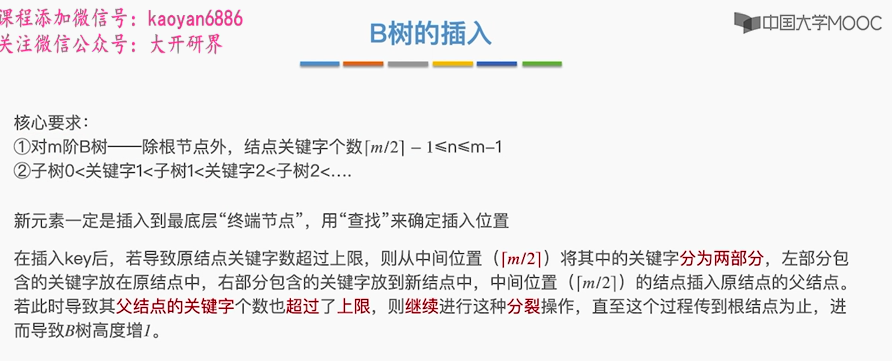 课程添加微信号：kaoyan6886
关注微信公众号：大开研界
B树的插入
中国大学MOOC
核心要求：
①对m阶B树——除根节点外，结点关键字个数⌈m/2⌉ − 1≤n≤m−1
②子树0<关键字1<子树1<关键字2<子树2<....
新元素一定是插入到最底层“终端节点”，用“查找”来确定插入位置
在插入key后，若导致原结点关键字数超过上限，则从中间位置（⌈m/2⌉）将其中的关键字分为两部分，左部分包
含的关键字放在原结点中，右部分包含的关键字放到新结点中，中间位置（⌈m/2⌉）的结点插入原结点的父结点。
若此时导致其父结点的关键字个数也超过了上限，则继续进行这种分裂操作，直至这个过程传到根结点为止，进
而导致B树高度增1。